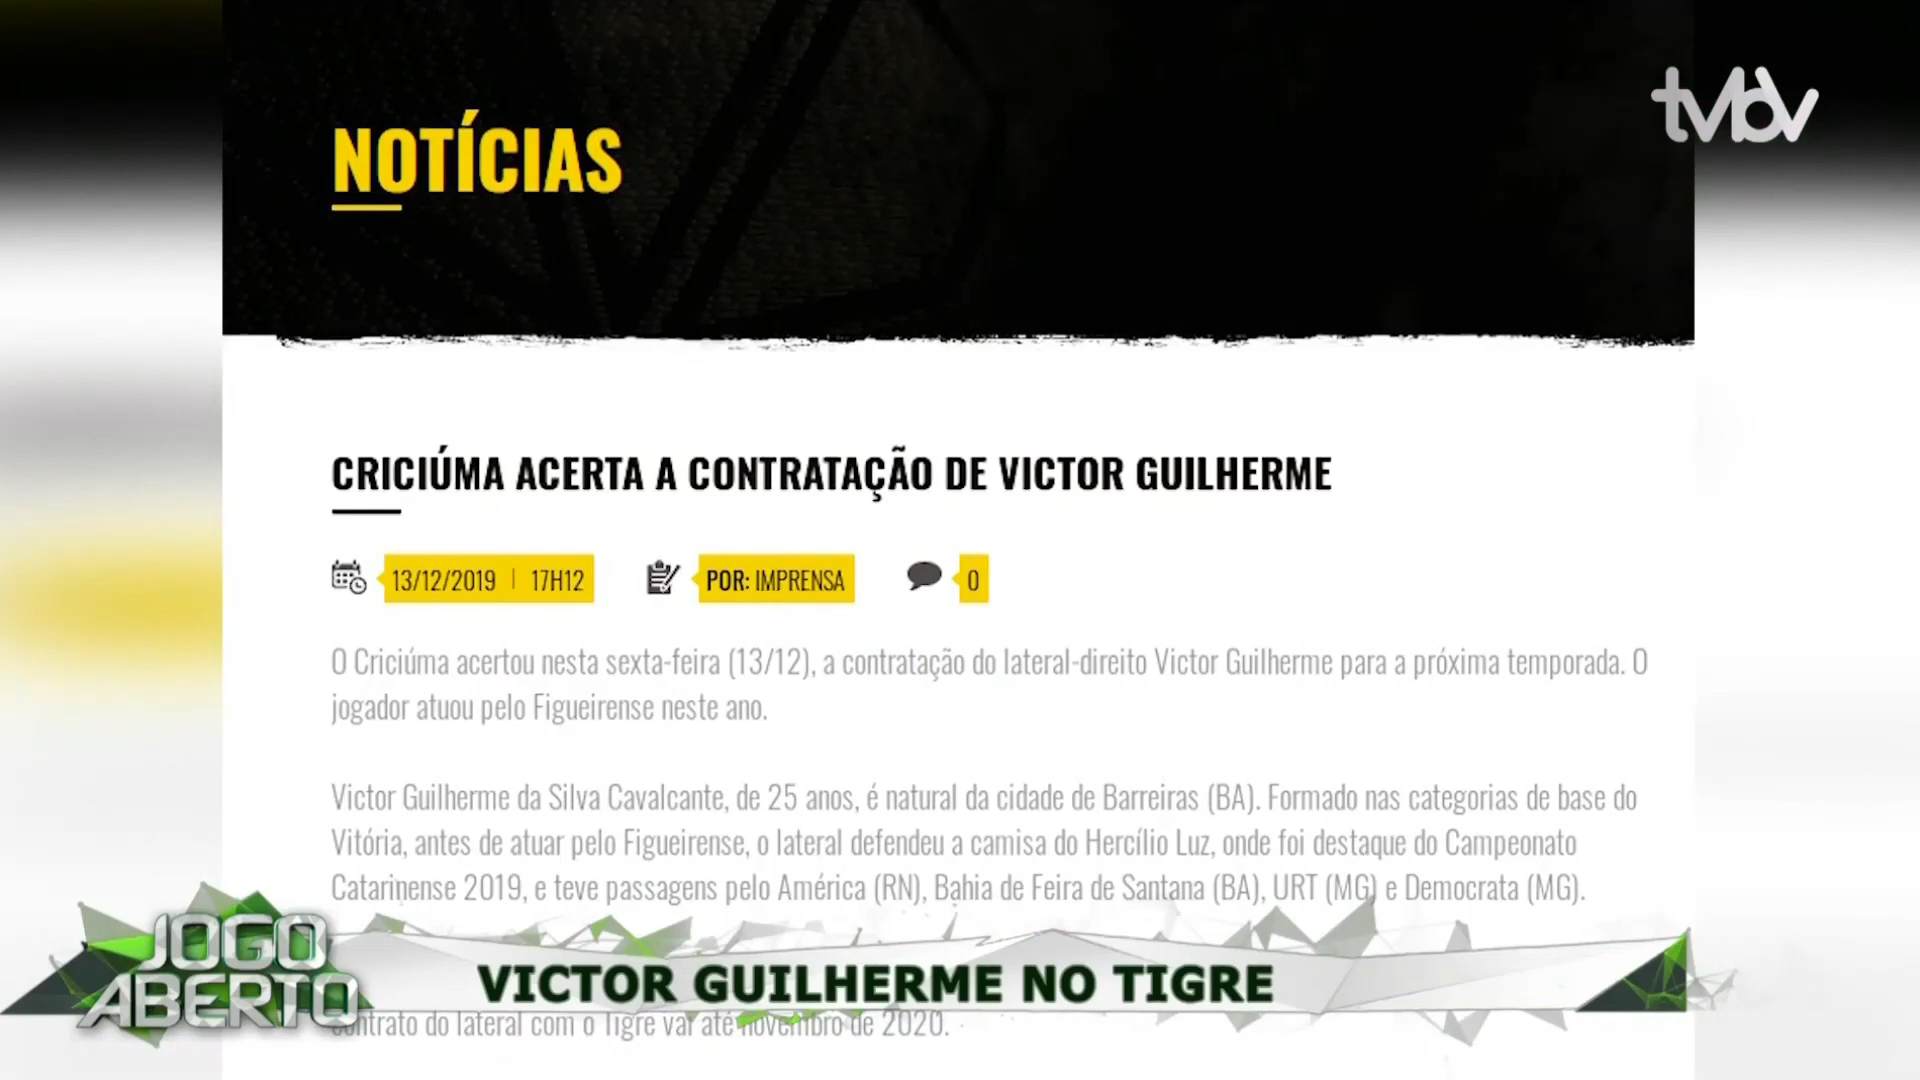 tvbv
NOTÍCIAS
CRICIÚMA ACERTA A CONTRATAÇÃO DE VICTOR GUILHERME
13/12/2019 | 17H12 POR: IMPRENSA 0
O Criciúma acertou nesta sexta-feira (13/12), a contratação do lateral-direito Victor Guilherme para a próxima temporada. O
jogador atuou pelo Figueirense neste ano.
Victor Guilherme da Silva Cavalcante, de 25 anos, é natural da cidade de Barreiras (BA). Formado nas categorias de base do
Vitória, antes de atuar pelo Figueirense, o lateral defendeu a camisa do Hercílio Luz, onde foi destaque do Campeonato
Catarinense 2019, e teve passagens pelo América (RN), Bahia de Feira de Santana (BA), URT (MG) e Democrata (MG).
JOGO
ABERTO
VICTOR GUILHERME NO TIGRE
contrato do lateral com o Tigre vai até novembro de 2020.